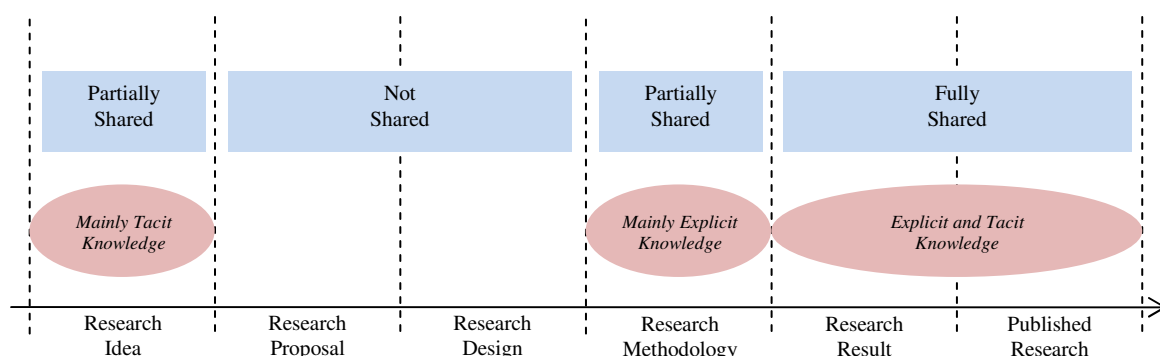 Partially
Shared
Not
Shared
Partially
Shared
Fully
Shared
Mainly Tacit
Knowledge
Mainly Explicit
Knowledge
Explicit and Tacit
Knowledge
Research
Idea
Research
Proposal
Research
Design
Research
Methodology
Research
Result
Published
Research